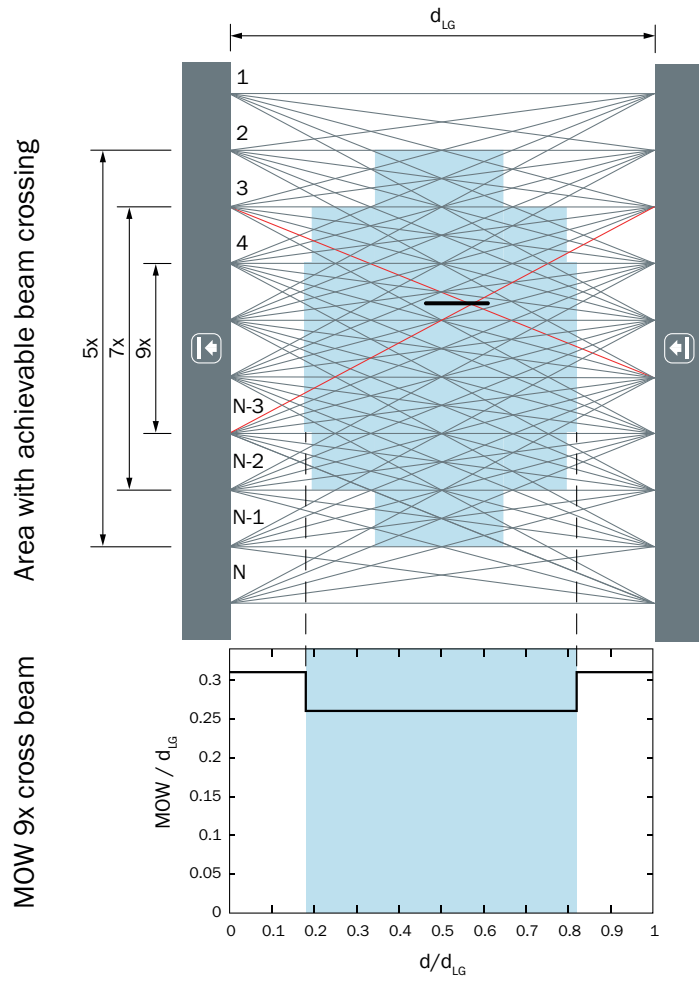 d_LG
Area with achievable beam crossing
5x
7x
9x
1
2
3
4
N-3
N-2
N-1
N
MOW 9x cross beam
MOW / d_LG
0.3
0.25
0.2
0.15
0.1
0.05
0
0 0.1 0.2 0.3 0.4 0.5 0.6 0.7 0.8 0.9 1
d/d_LG